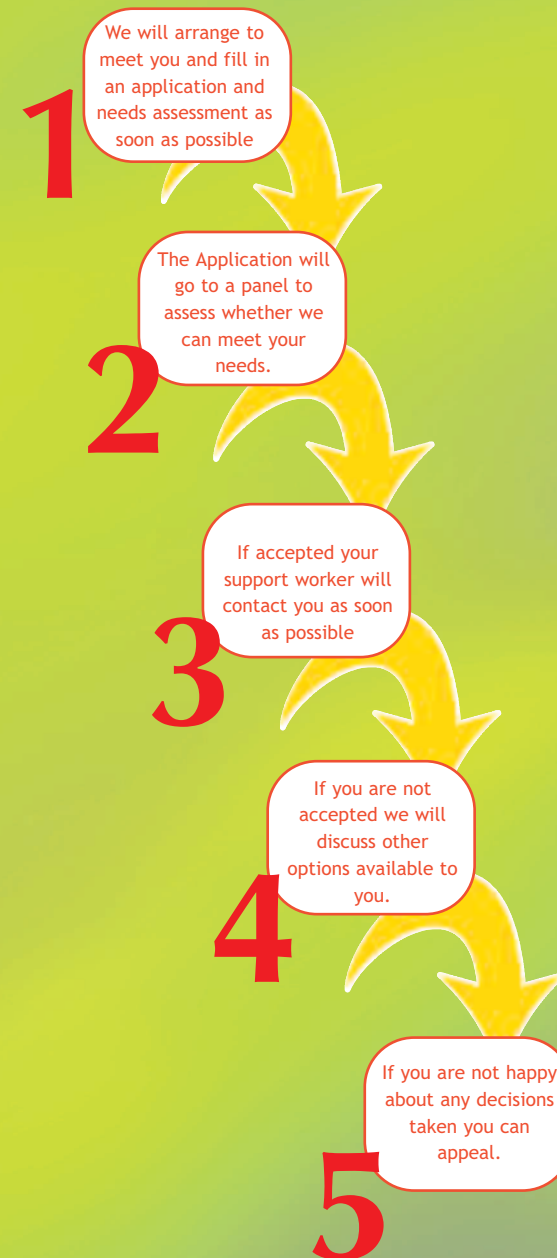 We will arrange to
meet you and fill in
an application and
needs assessment as
soon as possible
1
The Application will
go to a panel to
assess whether we
can meet your
needs.
2
If accepted your
support worker will
contact you as soon
as possible
3
If you are not
accepted we will
discuss other
options available to
you.
4
If you are not happy
about any decisions
taken you can
appeal.
5